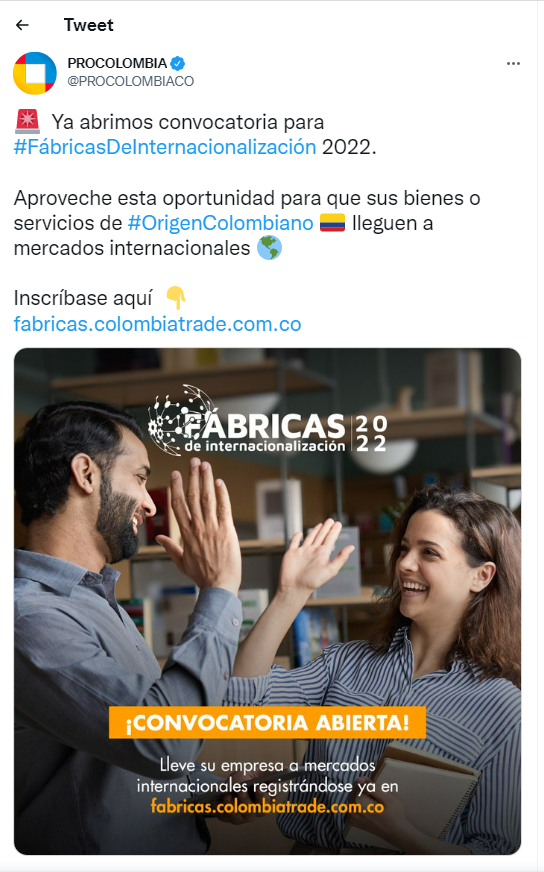 Tweet
PROCOLOMBIA
@PROCOLOMBIACO
Ya abrimos convocatoria para
#FábricasDeInternacionalización 2022.
Aproveche esta oportunidad para que sus bienes o
servicios de #OrigenColombiano 🇨🇴 lleguen a
mercados internacionales 🌎
Inscríbase aquí 👇
fabricas.colombiatrade.com.co
FÁBRICAS 20
de internacionalización 22
¡CONVOCATORIA ABIERTA!
Lleve su empresa a mercados
internacionales registrándose ya en
fabricas.colombiatrade.com.co